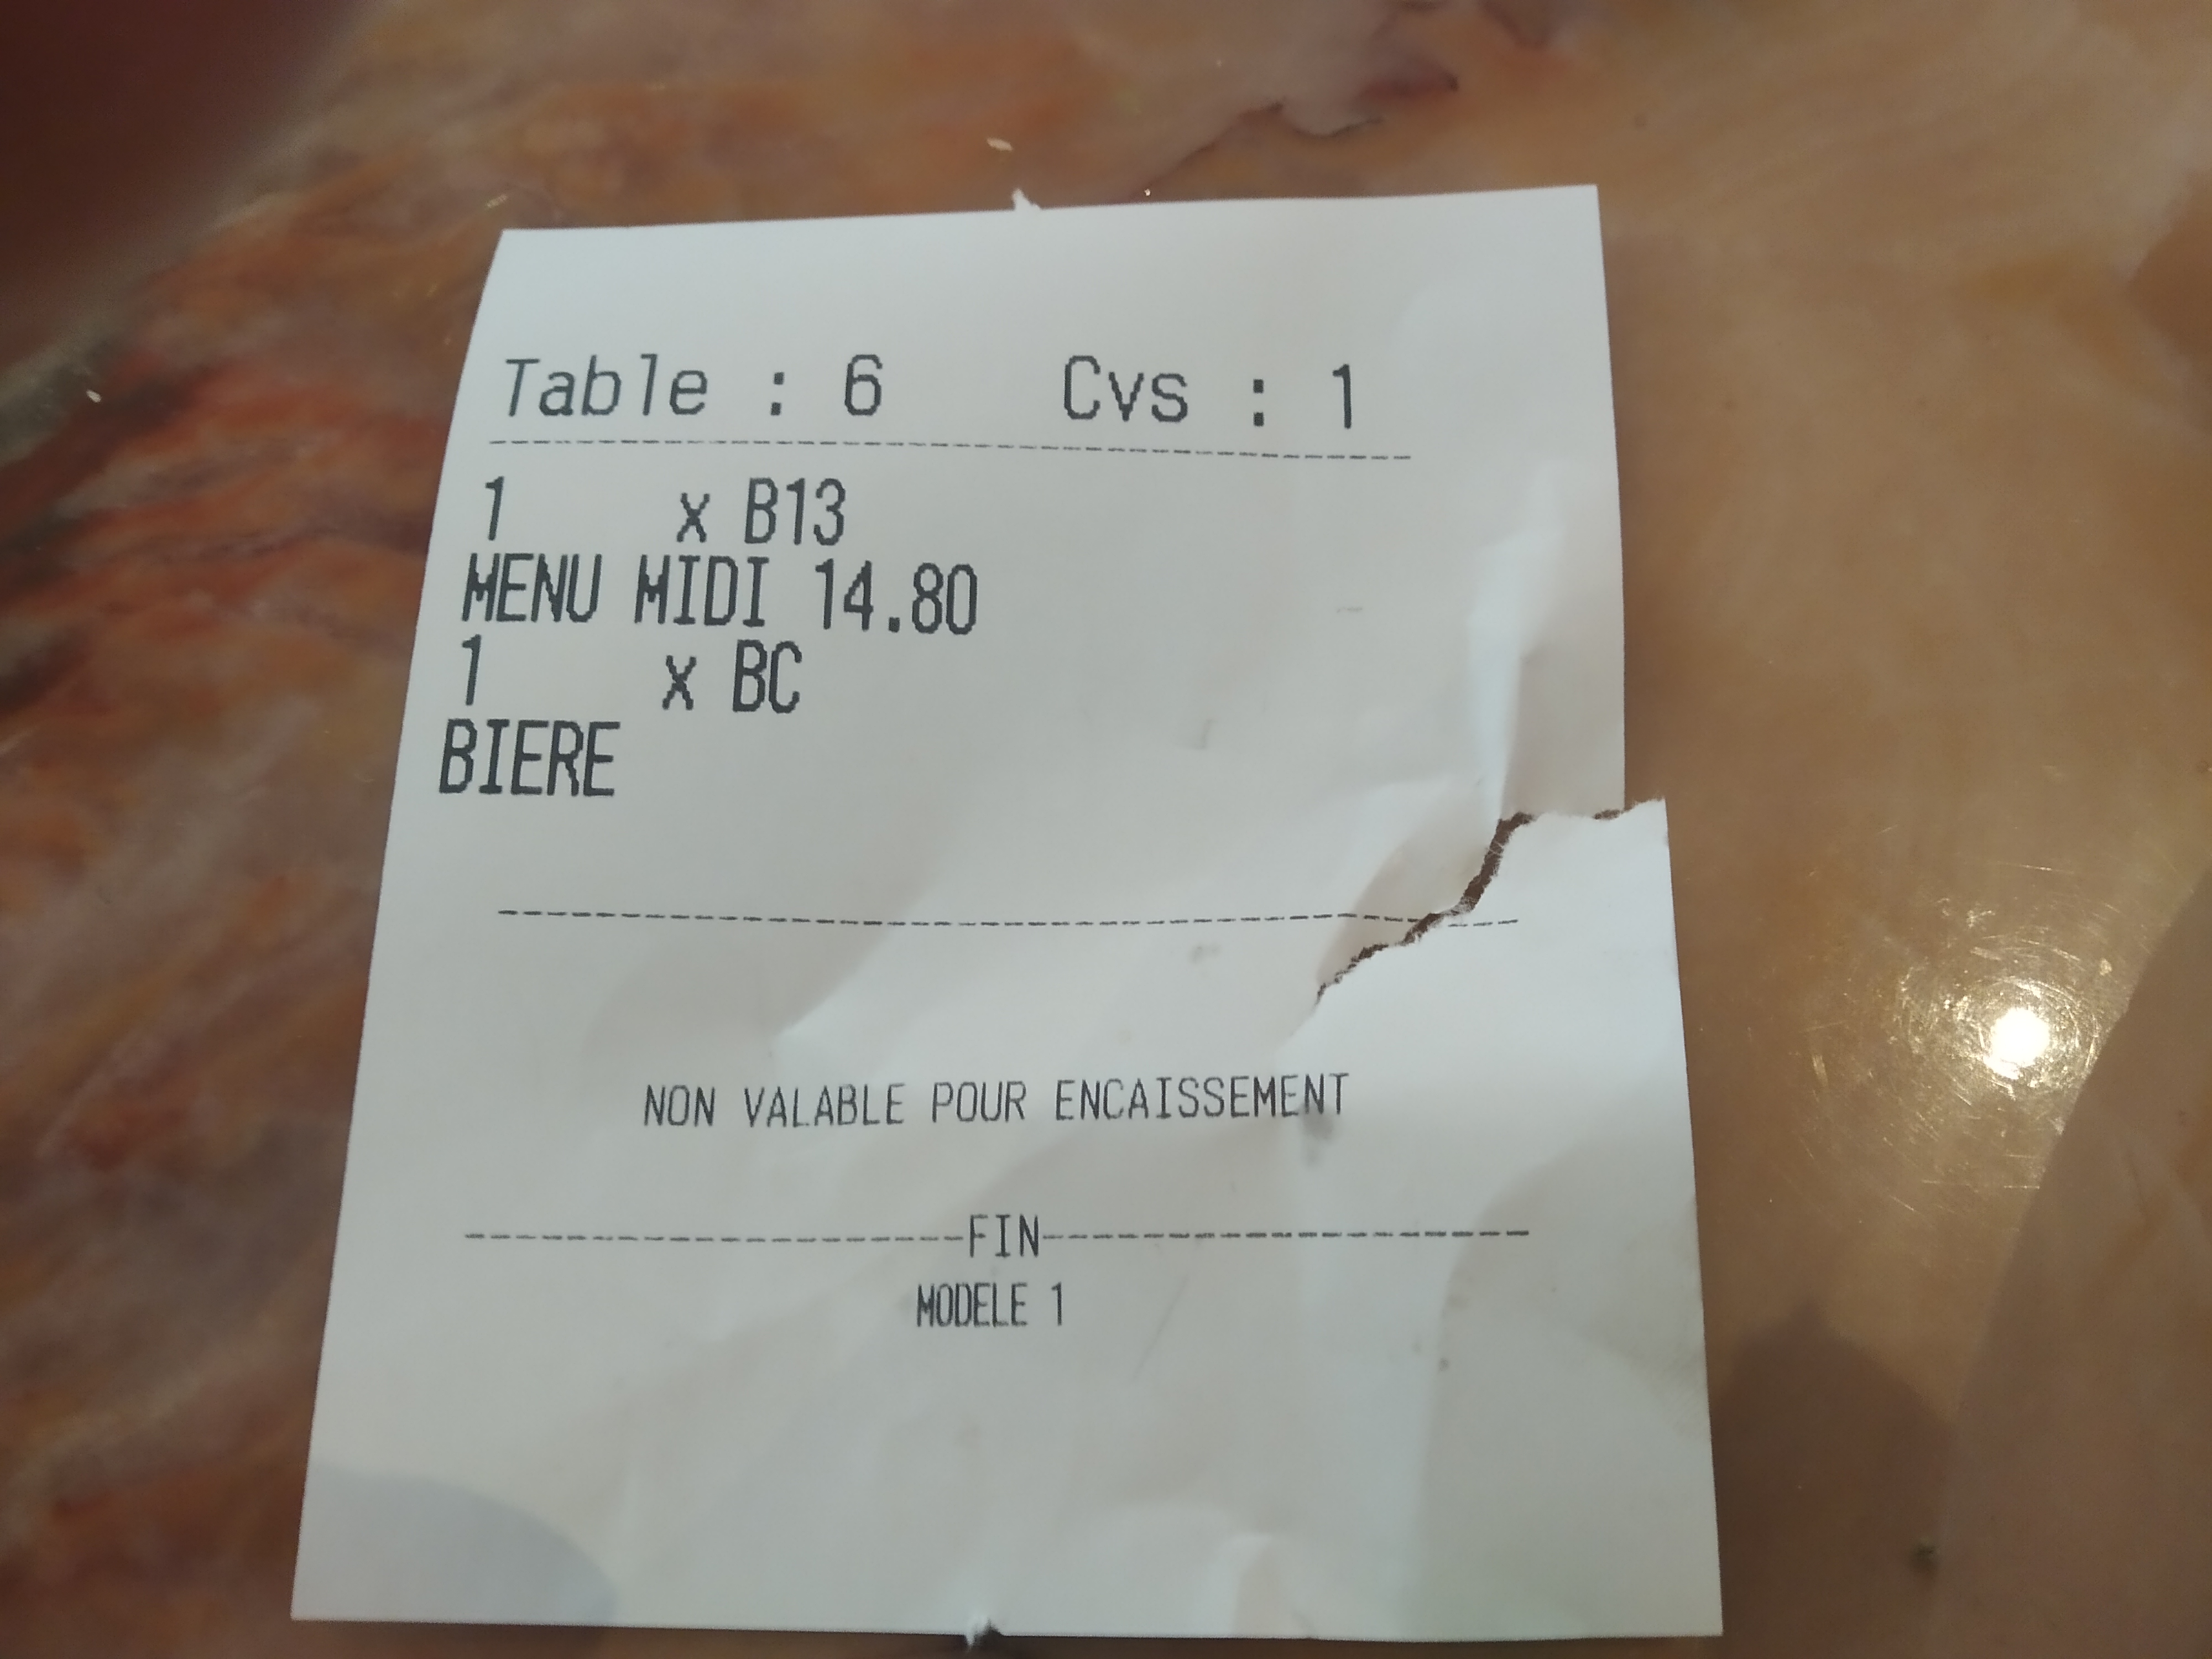 Table : 6 Cvs : 1
1 x B13
MENU MIDI 14.80
1 x BC
BIERE
NON VALABLE POUR ENCAISSEMENT
FIN
MODELE 1